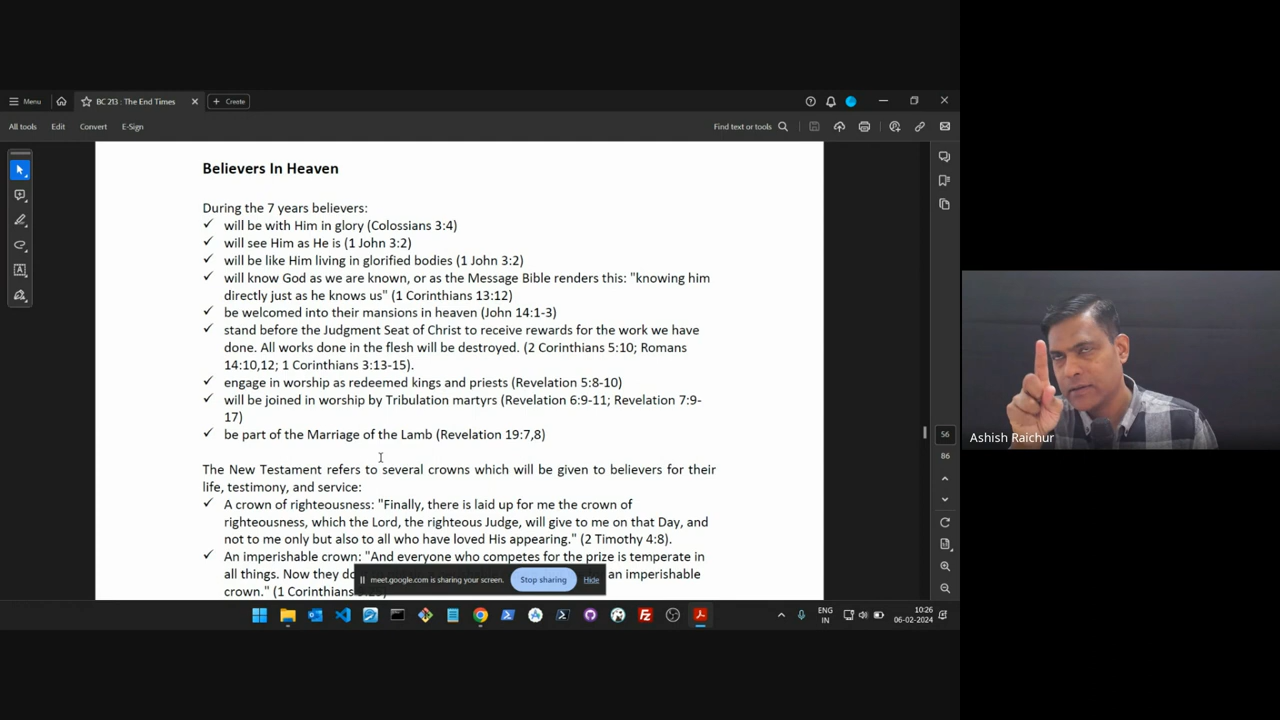 Menu
BC 213 : The End Times
Create
All tools
Edit
Convert
E-Sign
Find text or tools
Believers In Heaven
During the 7 years believers:
✓ will be with Him in glory (Colossians 3:4)
✓ will see Him as He is (1 John 3:2)
✓ will be like Him living in glorified bodies (1 John 3:2)
✓ will know God as we are known, or as the Message Bible renders this: "knowing him
directly just as he knows us" (1 Corinthians 13:12)
✓ be welcomed into their mansions in heaven (John 14:1-3)
✓ stand before the Judgment Seat of Christ to receive rewards for the work we have
done. All works done in the flesh will be destroyed. (2 Corinthians 5:10; Romans
14:10,12; 1 Corinthians 3:13-15).
✓ engage in worship as redeemed kings and priests (Revelation 5:8-10)
✓ will be joined in worship by Tribulation martyrs (Revelation 6:9-11; Revelation 7:9-
17)
✓ be part of the Marriage of the Lamb (Revelation 19:7,8)
The New Testament refers to several crowns which will be given to believers for their
life, testimony, and service:
✓ A crown of righteousness: "Finally, there is laid up for me the crown of
righteousness, which the Lord, the righteous Judge, will give to me on that Day, and
not to me only but also to all who have loved His appearing." (2 Timothy 4:8).
✓ An imperishable crown: "And everyone who competes for the prize is temperate in
all things. Now they do an imperishable
crown." (1 Corinthians
meet.google.com is sharing your screen.
Stop sharing
Hide
56
86
Ashish Raichur
ENG
IN
10:26
06-02-2024